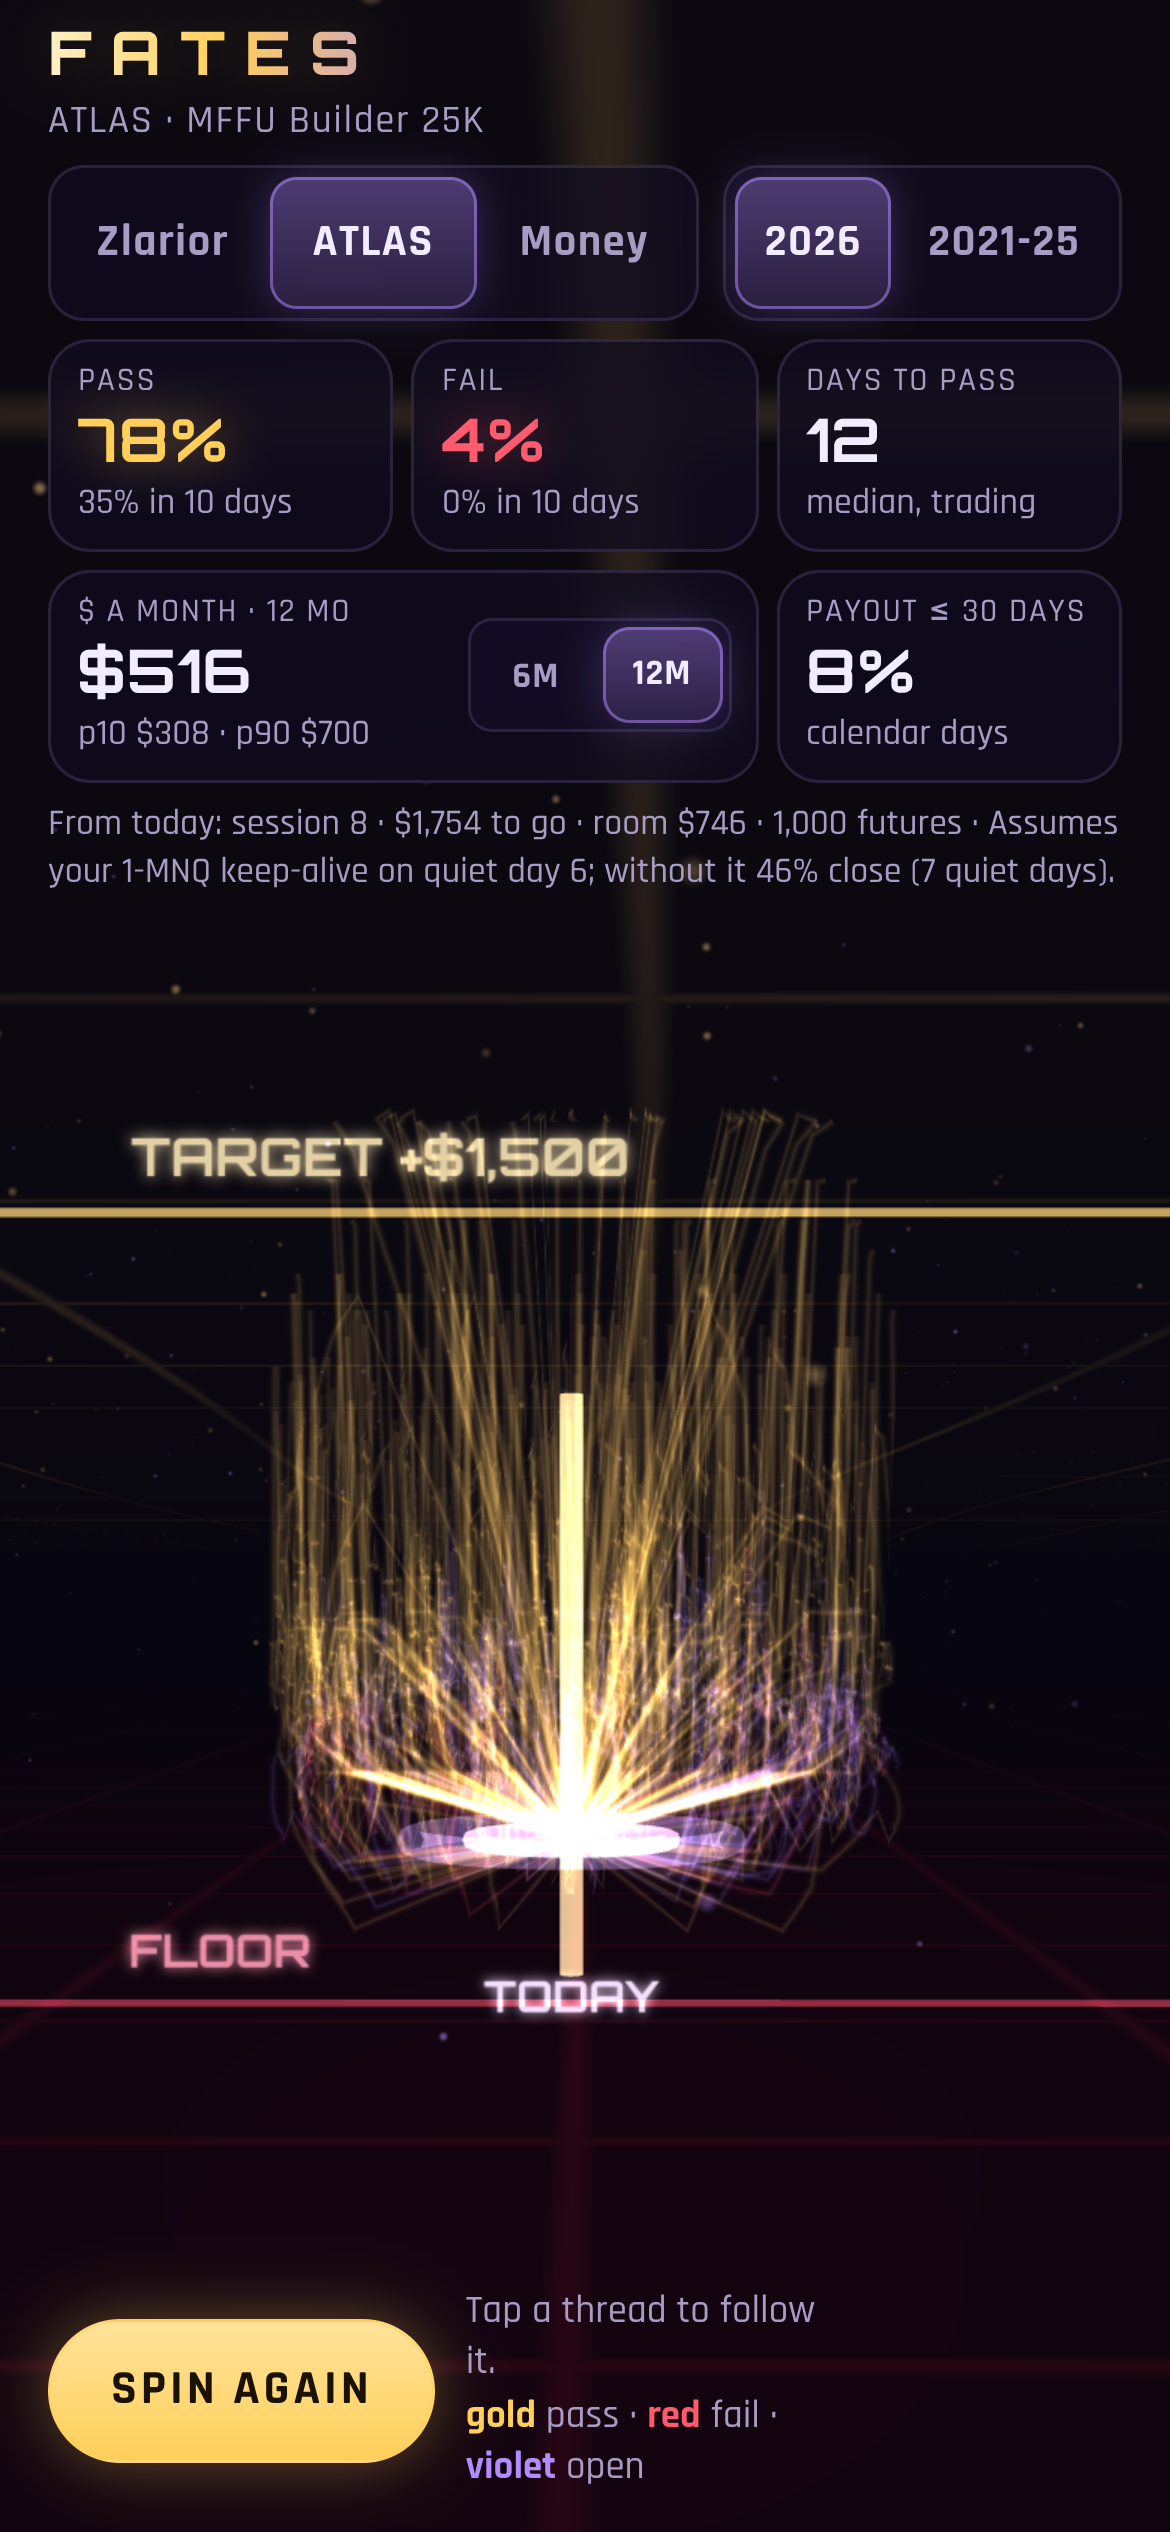 FATES
ATLAS · MFFU Builder 25K
Zlarior ATLAS Money 2026 2021-25
PASS FAIL DAYS TO PASS
78% 4% 12
35% in 10 days 0% in 10 days median, trading
$ A MONTH · 12 MO PAYOUT ≤ 30 DAYS
$516 6M 12M 8%
p10 $308 · p90 $700 calendar days
From today: session 8 · $1,754 to go · room $746 · 1,000 futures · Assumes
your 1-MNQ keep-alive on quiet day 6; without it 46% close (7 quiet days).
TARGET +$1,500
FLOOR
TODAY
Tap a thread to follow
it.
SPIN AGAIN
gold pass · red fail ·
violet open